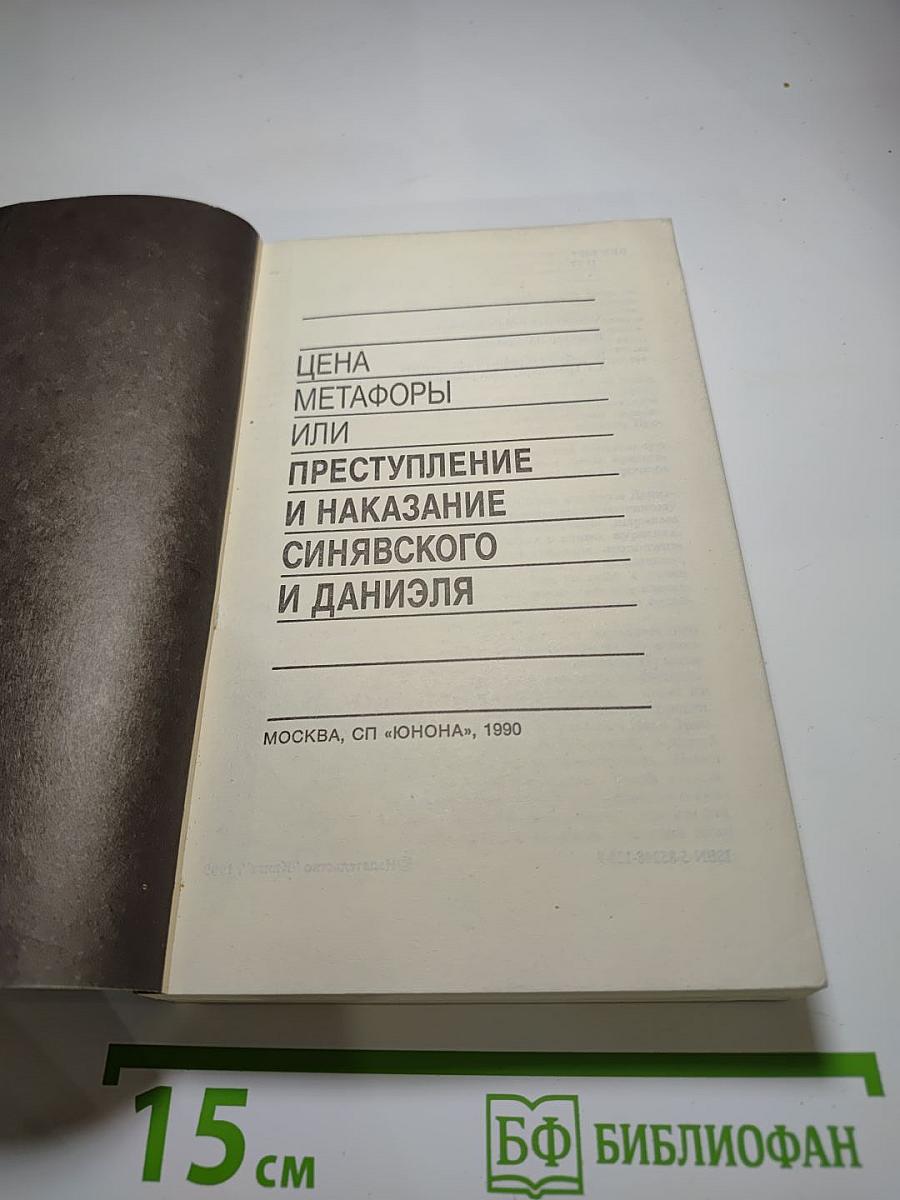 ЦЕНА
МЕТАФОРЫ
ИЛИ
ПРЕСТУПЛЕНИЕ
И НАКАЗАНИЕ
СИНЯВСКОГО
И ДАНИЭЛЯ
МОСКВА, СП «ЮНОНА», 1990
15 см
БФ БИБЛИОФАН